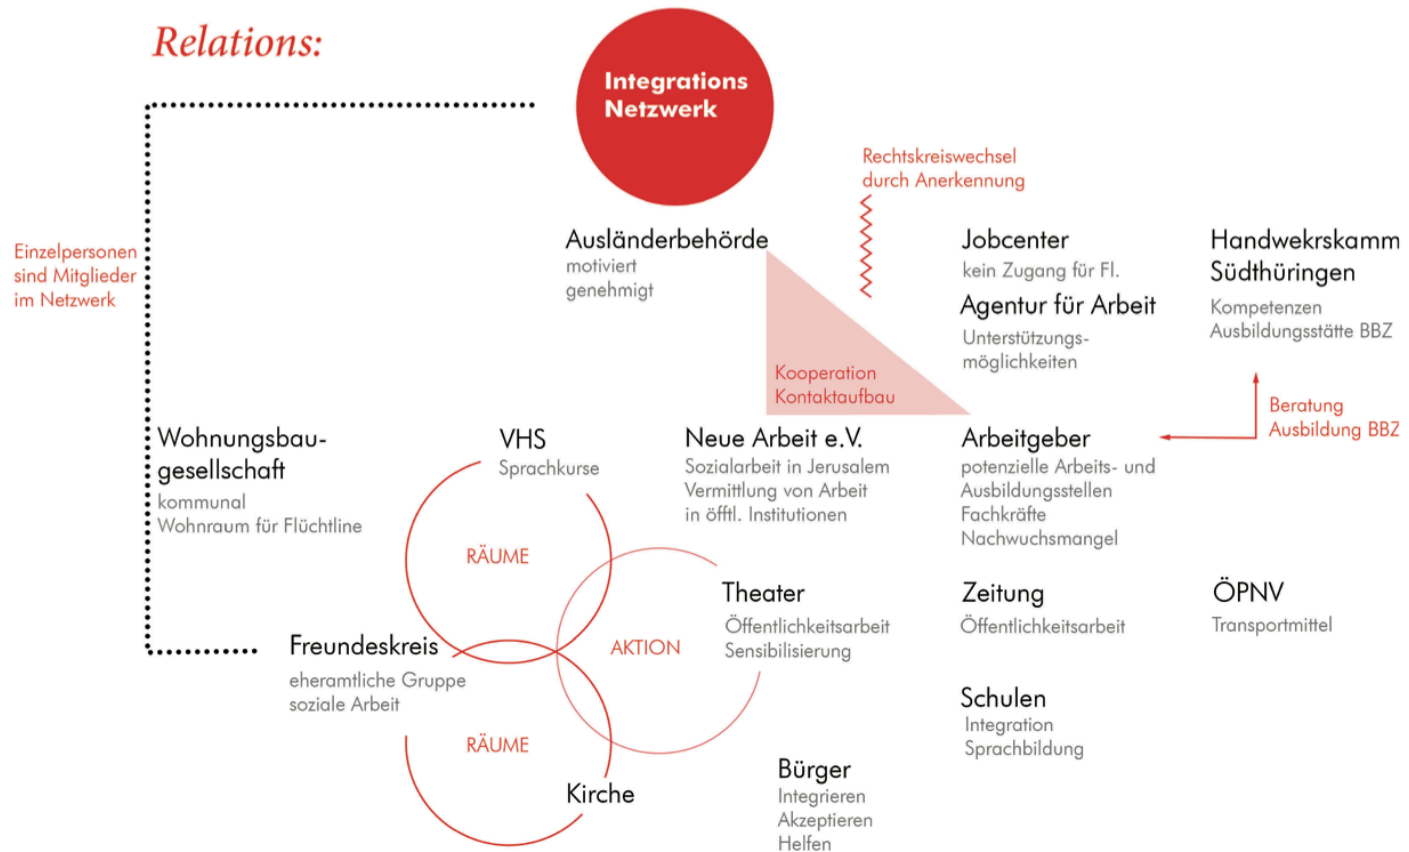 Relations:
Integrations
Netzwerk
Rechtskreiswechsel
durch Anerkennung
Einzelpersonen
sind Mitglieder
im Netzwerk
Ausländerbehörde
motiviert
genehmigt
Jobcenter
kein Zugang für Fl.
Agentur für Arbeit
Unterstützungs-
möglichkeiten
Handwekrskamm
Südthüringen
Kompetenzen
Ausbildungsstätte BBZ
Kooperation
Kontaktaufbau
Beratung
Ausbildung BBZ
Wohnungsbau-
gesellschaft
kommunal
Wohnraum für Flüchtline
VHS
Sprachkurse
Neue Arbeit e.V.
Sozialarbeit in Jerusalem
Vermittlung von Arbeit
in öfftl. Institutionen
Arbeitgeber
potenzielle Arbeits- und
Ausbildungsstellen
Fachkräfte
Nachwuchsmangel
RÄUME
Theater
Öffentlichkeitsarbeit
Sensibilisierung
Zeitung
Öffentlichkeitsarbeit
ÖPNV
Transportmittel
Freundeskreis
eheramtliche Gruppe
soziale Arbeit
AKTION
Schulen
Integration
Sprachbildung
RÄUME
Kirche
Bürger
Integrieren
Akzeptieren
Helfen